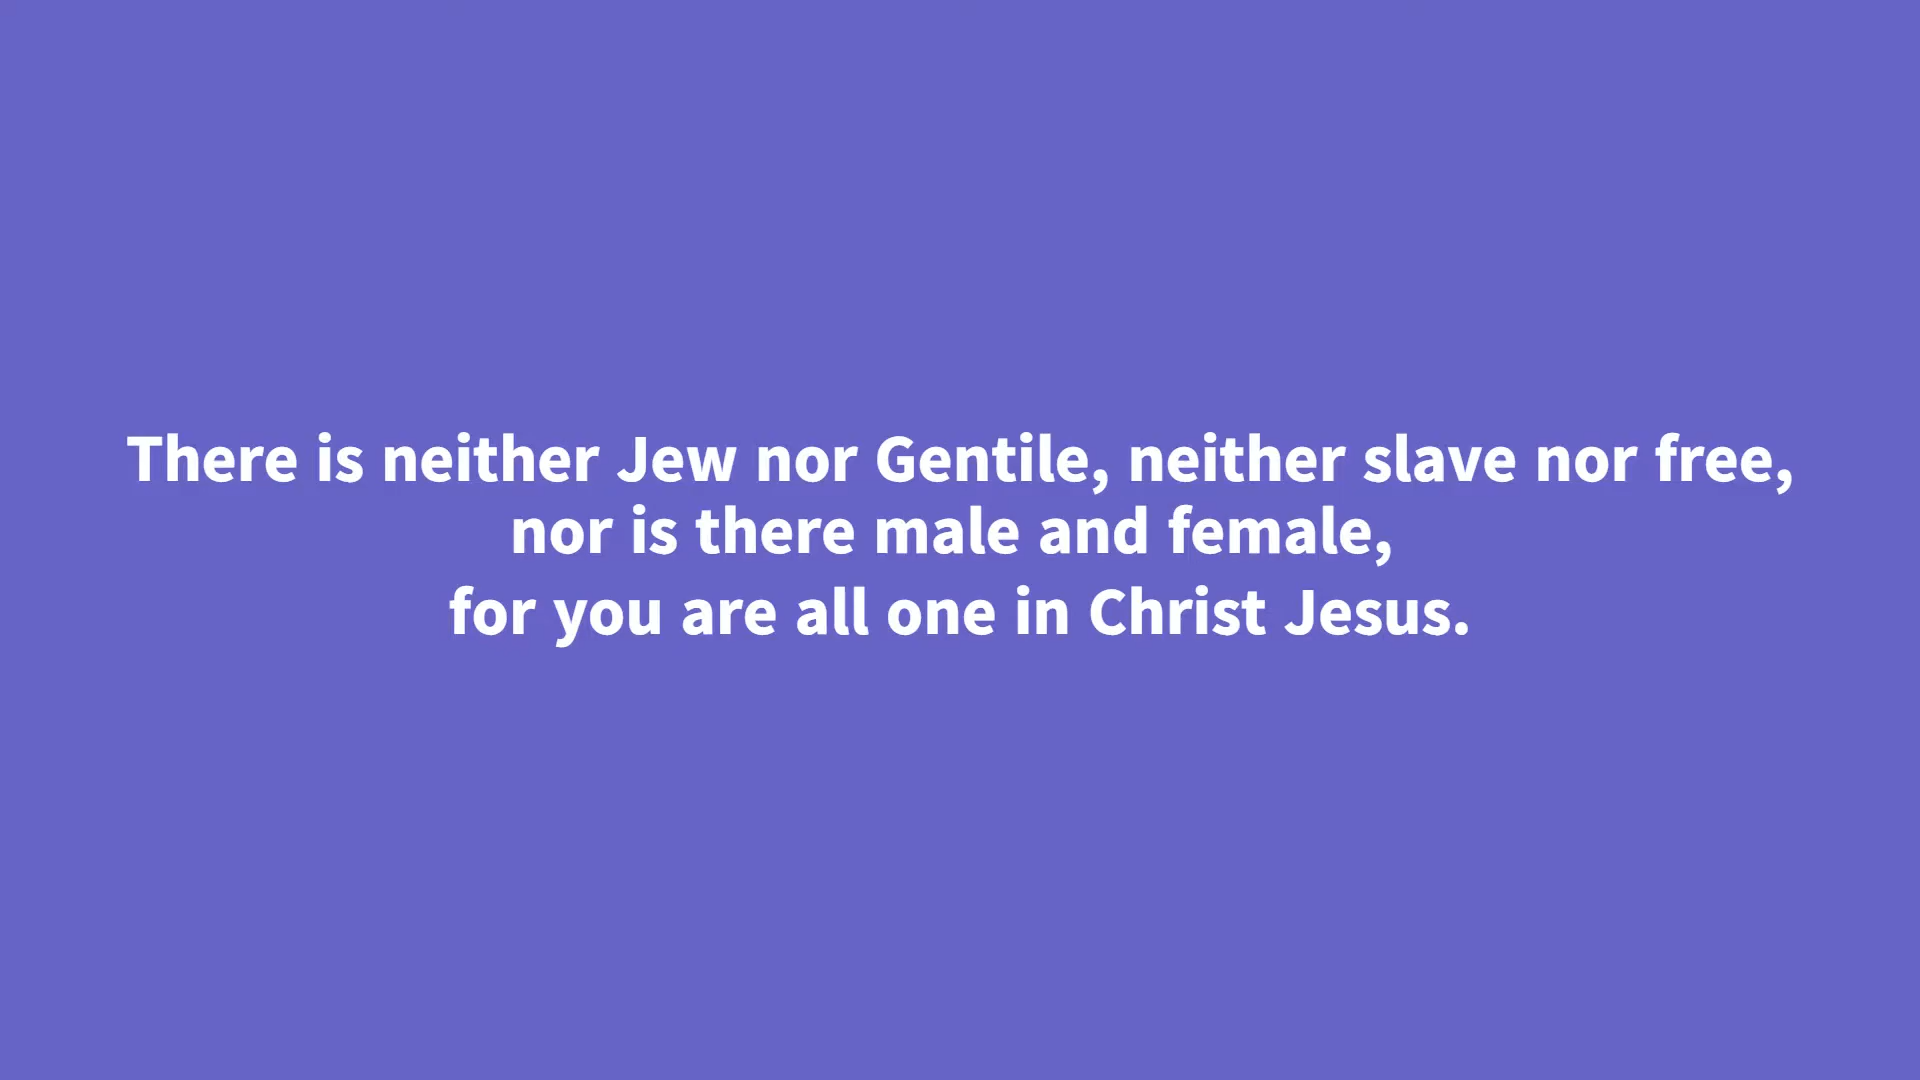 There is neither Jew nor Gentile, neither slave nor free,
nor is there male and female,
for you are all one in Christ Jesus.